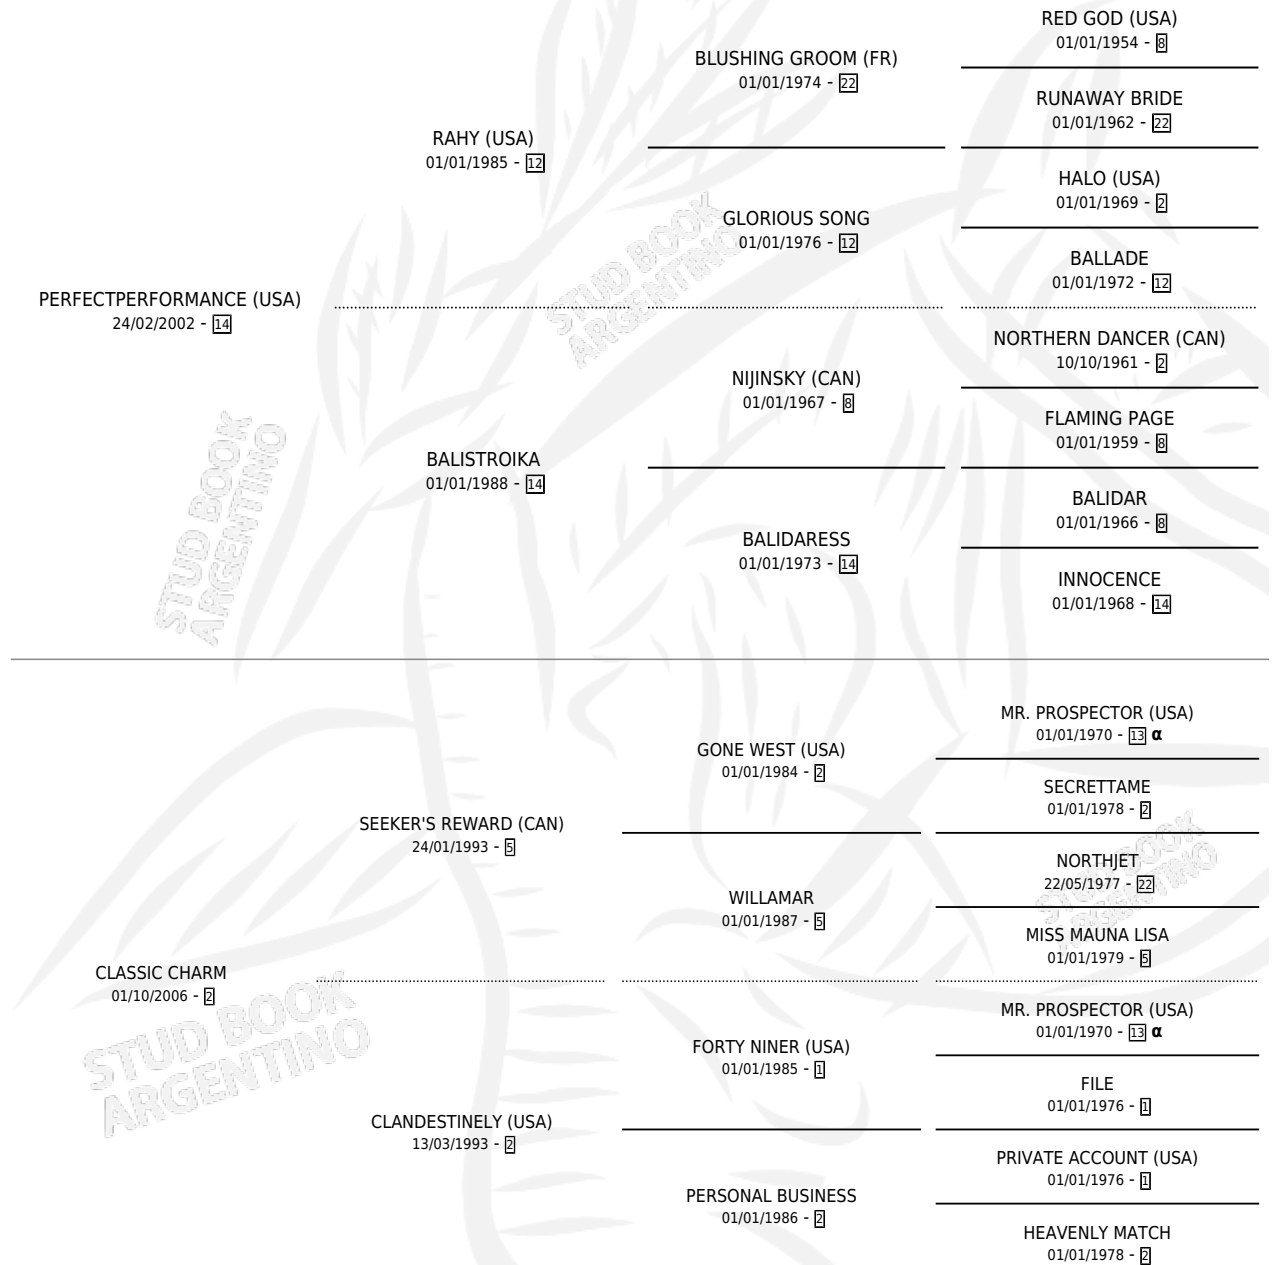 RED GOD (USA)
01/01/1954 - 8
BLUSHING GROOM (FR)
01/01/1974 - 22
RUNAWAY BRIDE
01/01/1962 - 22
RAHY (USA)
01/01/1985 - 12
HALO (USA)
01/01/1969 - 2
GLORIOUS SONG
01/01/1976 - 12
BALLADE
01/01/1972 - 12
PERFECTPERFORMANCE (USA)
24/02/2002 - 14
NORTHERN DANCER (CAN)
10/10/1961 - 2
NIJINSKY (CAN)
01/01/1967 - 8
FLAMING PAGE
01/01/1959 - 8
BALISTROIKA
01/01/1988 - 14
BALIDAR
01/01/1966 - 8
BALIDARESS
01/01/1973 - 14
INNOCENCE
01/01/1968 - 14
MR. PROSPECTOR (USA)
01/01/1970 - 13 α
GONE WEST (USA)
01/01/1984 - 2
SECRETTAME
01/01/1978 - 2
SEEKER'S REWARD (CAN)
24/01/1993 - 5
NORTHJET
22/05/1977 - 22
WILLAMAR
01/01/1987 - 5
MISS MAUNA LISA
01/01/1979 - 5
CLASSIC CHARM
01/10/2006 - 2
MR. PROSPECTOR (USA)
01/01/1970 - 13 α
FORTY NINER (USA)
01/01/1985 - 1
FILE
01/01/1976 - 1
CLANDESTINELY (USA)
13/03/1993 - 2
PRIVATE ACCOUNT (USA)
01/01/1976 - 1
PERSONAL BUSINESS
01/01/1986 - 2
HEAVENLY MATCH
01/01/1978 - 2
STUD BOOK
ARGENTINO
STUD BOOK
ARGENTINO
STUD BOOK
ARGENTINO
STUD BOOK
ARGENTINO